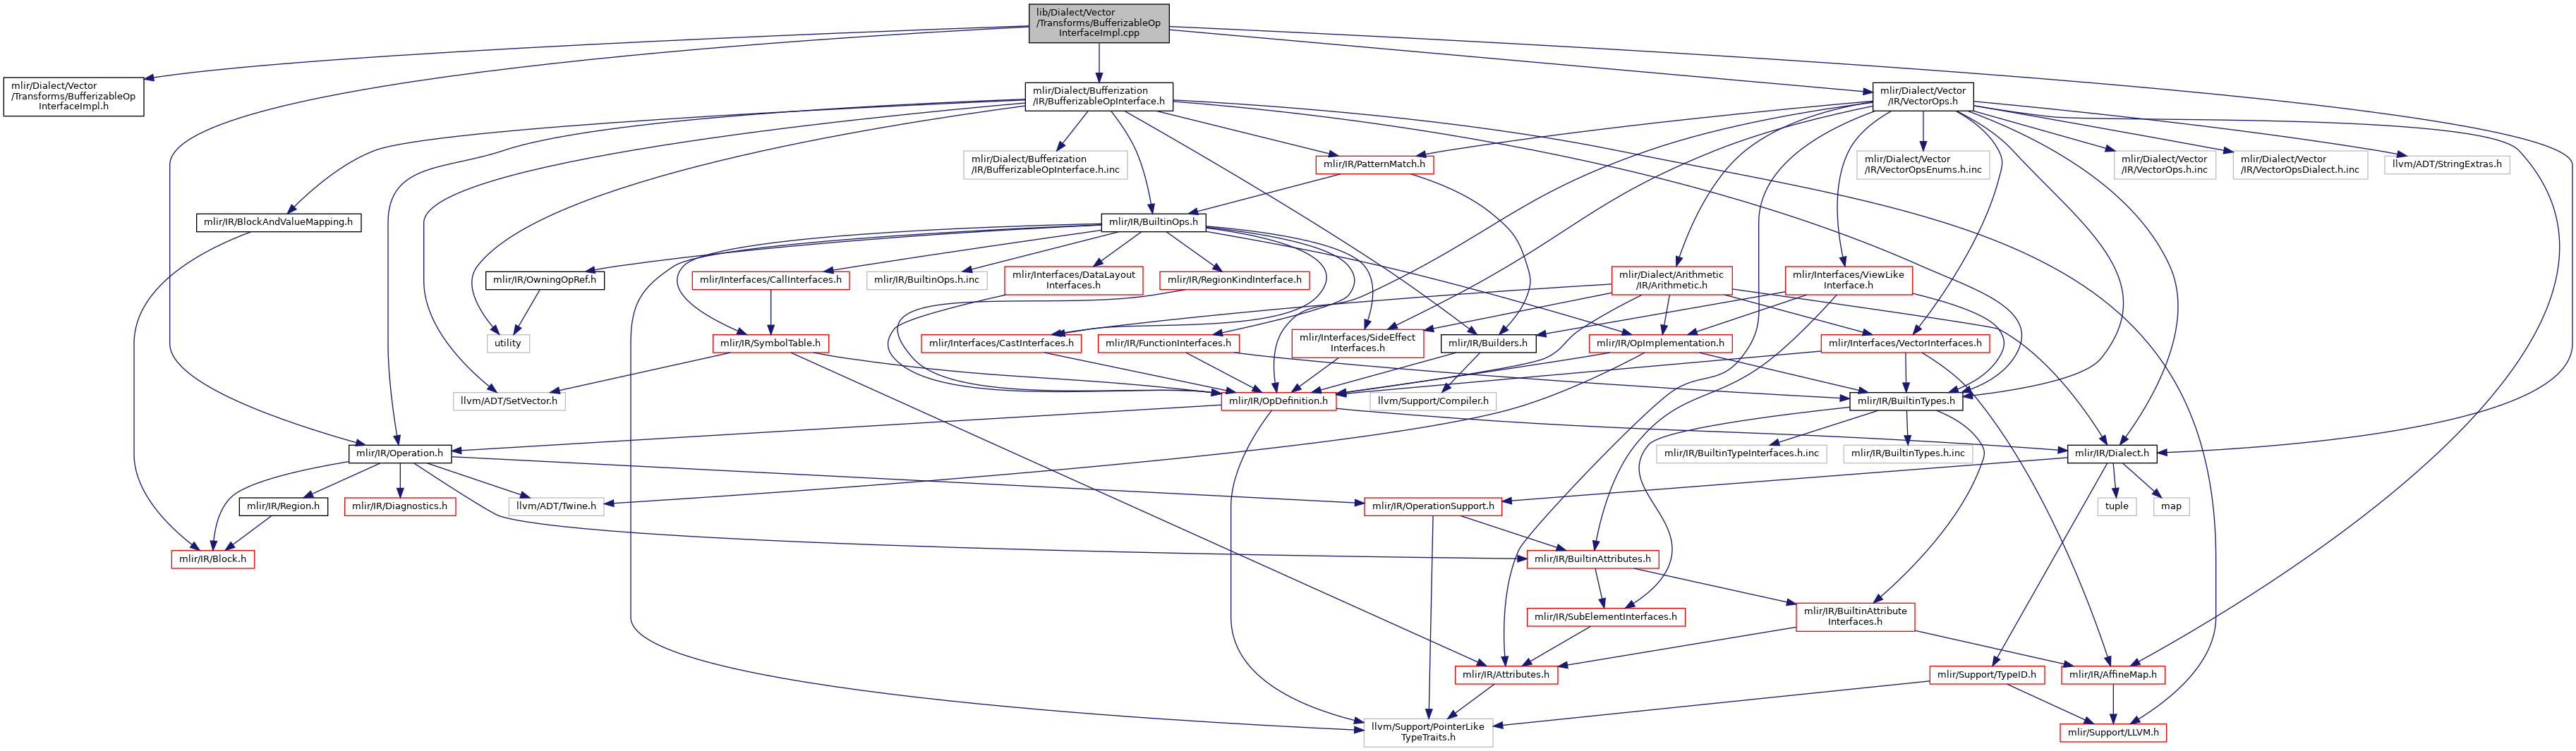 lib/Dialect/Vector
/Transforms/BufferizableOp
InterfaceImpl.cpp
mlir/Dialect/Vector
/Transforms/BufferizableOp
InterfaceImpl.h
mlir/Dialect/Bufferization
/IR/BufferizableOpInterface.h
mlir/Dialect/Vector
/IR/VectorOps.h
mlir/Dialect/Bufferization
/IR/BufferizableOpInterface.h.inc
mlir/IR/PatternMatch.h
mlir/Dialect/Vector
/IR/VectorOpsEnums.h.inc
mlir/Dialect/Vector
/IR/VectorOps.h.inc
mlir/Dialect/Vector
/IR/VectorOpsDialect.h.inc
llvm/ADT/StringExtras.h
mlir/IR/BlockAndValueMapping.h
mlir/IR/BuiltinOps.h
mlir/IR/OwningOpRef.h
mlir/Interfaces/CallInterfaces.h
mlir/IR/BuiltinOps.h.inc
mlir/Interfaces/DataLayout
Interfaces.h
mlir/IR/RegionKindInterface.h
mlir/Dialect/Arithmetic
/IR/Arithmetic.h
mlir/Interfaces/ViewLike
Interface.h
utility
mlir/IR/SymbolTable.h
mlir/Interfaces/CastInterfaces.h
mlir/IR/FunctionInterfaces.h
mlir/Interfaces/SideEffect
Interfaces.h
mlir/IR/Builders.h
mlir/IR/OpImplementation.h
mlir/Interfaces/VectorInterfaces.h
llvm/ADT/SetVector.h
mlir/IR/OpDefinition.h
llvm/Support/Compiler.h
mlir/IR/BuiltinTypes.h
mlir/IR/Operation.h
mlir/IR/BuiltinTypeInterfaces.h.inc
mlir/IR/BuiltinTypes.h.inc
mlir/IR/Dialect.h
mlir/IR/Region.h
mlir/IR/Diagnostics.h
llvm/ADT/Twine.h
mlir/IR/OperationSupport.h
tuple
map
mlir/IR/Block.h
mlir/IR/BuiltinAttributes.h
mlir/IR/SubElementInterfaces.h
mlir/IR/BuiltinAttribute
Interfaces.h
mlir/IR/Attributes.h
mlir/Support/TypeID.h
mlir/IR/AffineMap.h
llvm/Support/PointerLike
TypeTraits.h
mlir/Support/LLVM.h